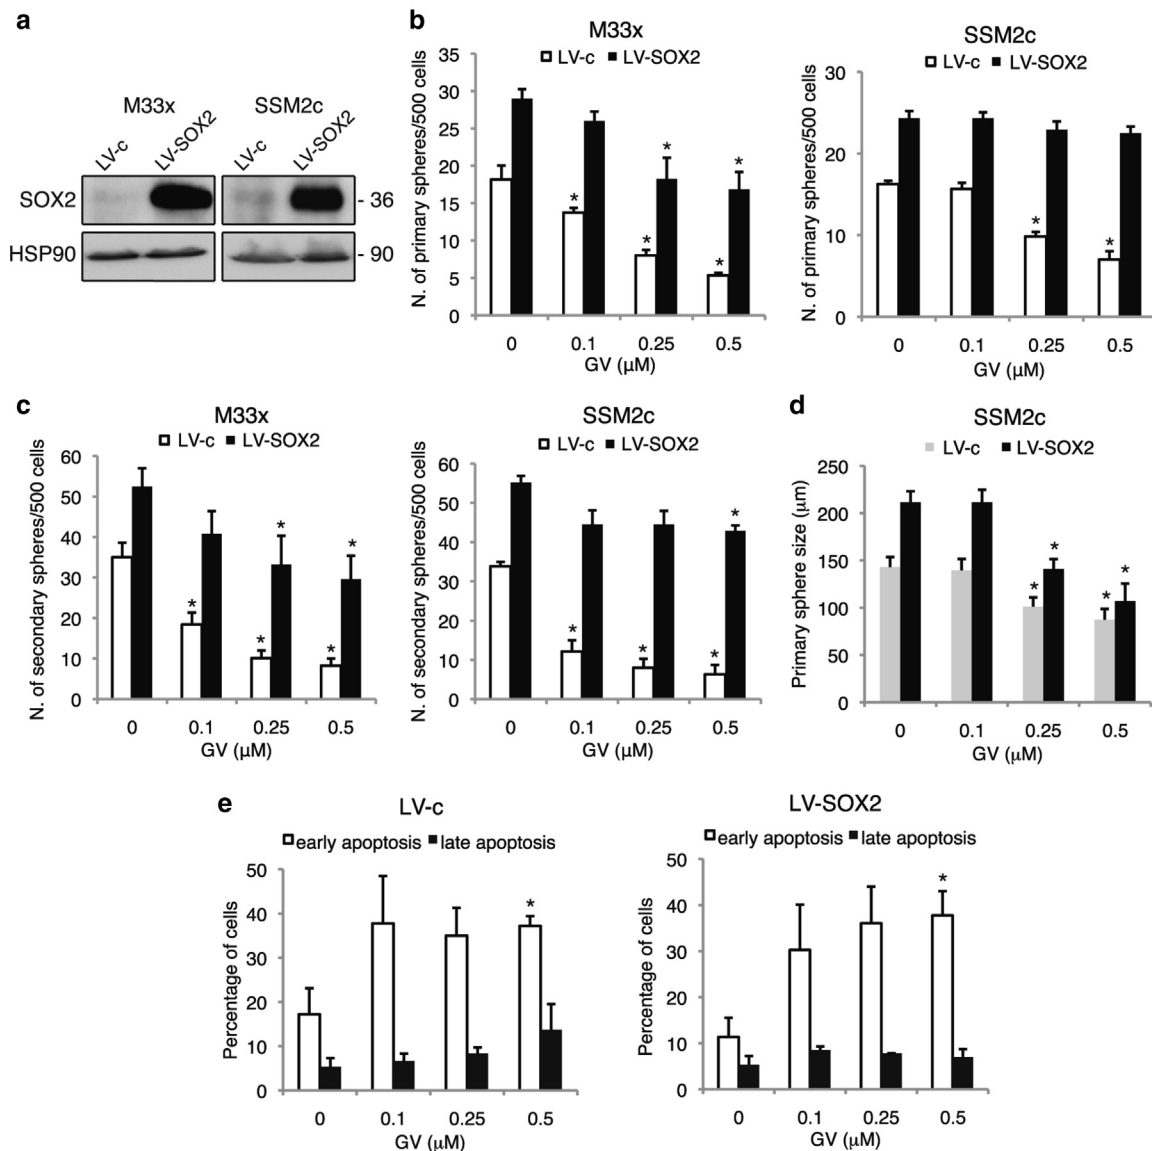 a
M33x SSM2c
LV-c LV-SOX2 LV-c LV-SOX2
SOX2 - 36
HSP90 - 90
b
M33x
LV-c LV-SOX2
N. of primary spheres/500 cells
35
30
25
20
15
10
5
0
* * * * *
0 0.1 0.25 0.5
GV (μM)
SSM2c
LV-c LV-SOX2
N. of primary spheres/500 cells
30
20
10
0
* *
0 0.1 0.25 0.5
GV (μM)
c
M33x
LV-c LV-SOX2
N. of secondary spheres/500 cells
60
50
40
30
20
10
0
* * * * *
0 0.1 0.25 0.5
GV (μM)
SSM2c
LV-c LV-SOX2
N. of secondary spheres/500 cells
60
50
40
30
20
10
0
* * * *
0 0.1 0.25 0.5
GV (μM)
d
SSM2c
LV-c LV-SOX2
Primary sphere size (μm)
250
200
150
100
50
0
* * * *
0 0.1 0.25 0.5
GV (μM)
e
LV-c
early apoptosis late apoptosis
Percentage of cells
50
40
30
20
10
0
*
0 0.1 0.25 0.5
GV (μM)
LV-SOX2
early apoptosis late apoptosis
Percentage of cells
50
40
30
20
10
0
*
0 0.1 0.25 0.5
GV (μM)